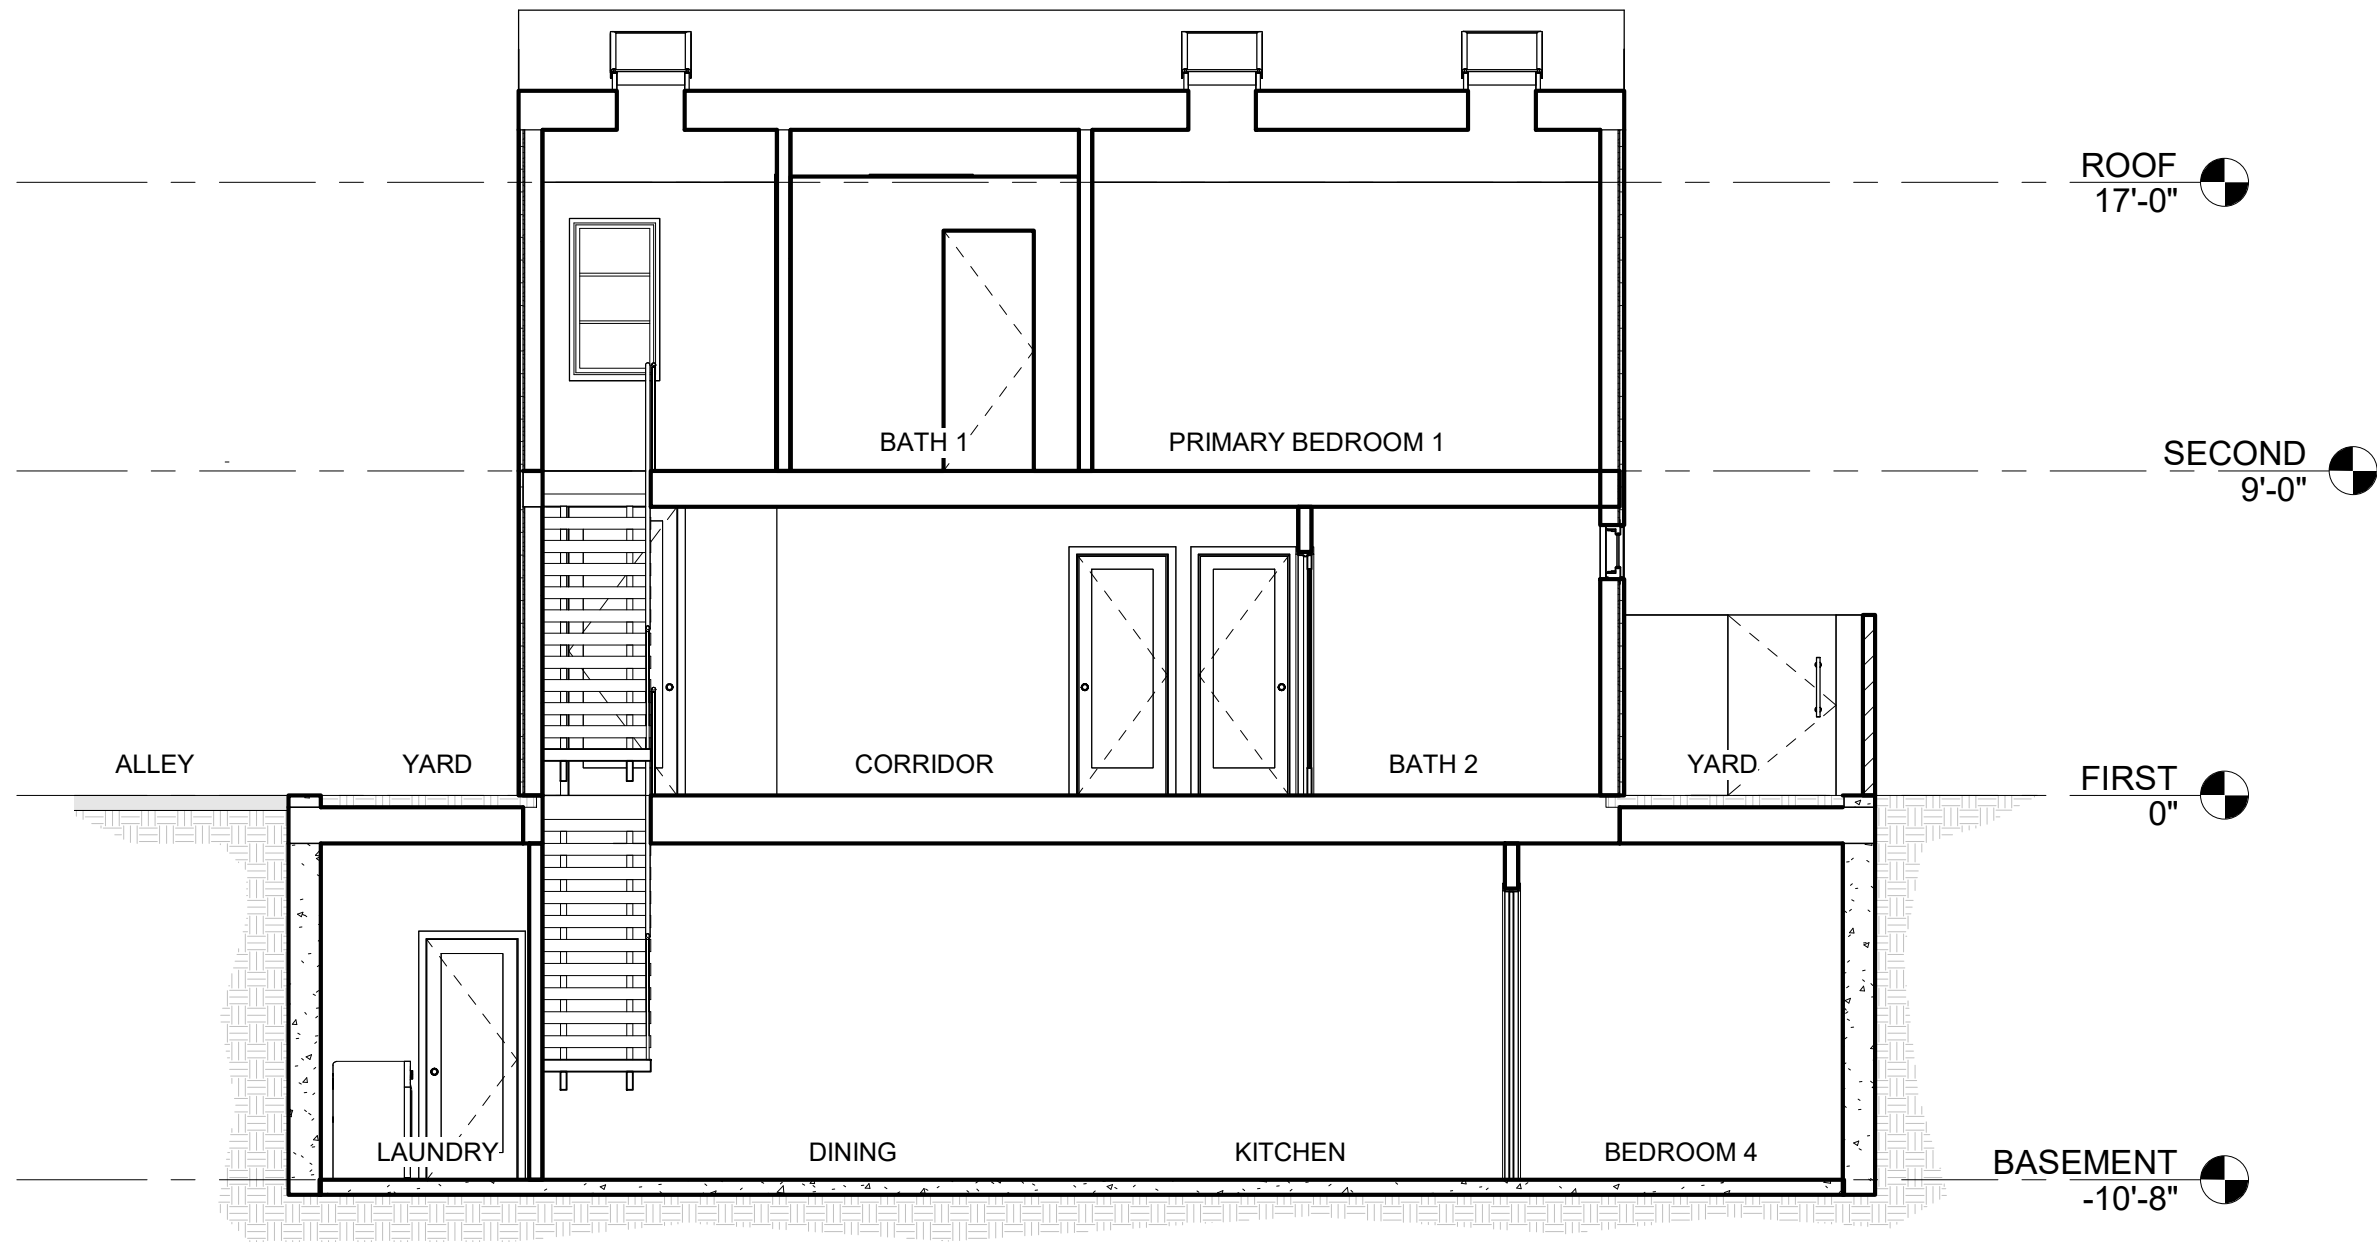 ROOF
17'-0"
BATH 1
PRIMARY BEDROOM 1
SECOND
9'-0"
ALLEY
YARD
CORRIDOR
BATH 2
YARD
FIRST
0"
LAUNDRY
DINING
KITCHEN
BEDROOM 4
BASEMENT
-10'-8"